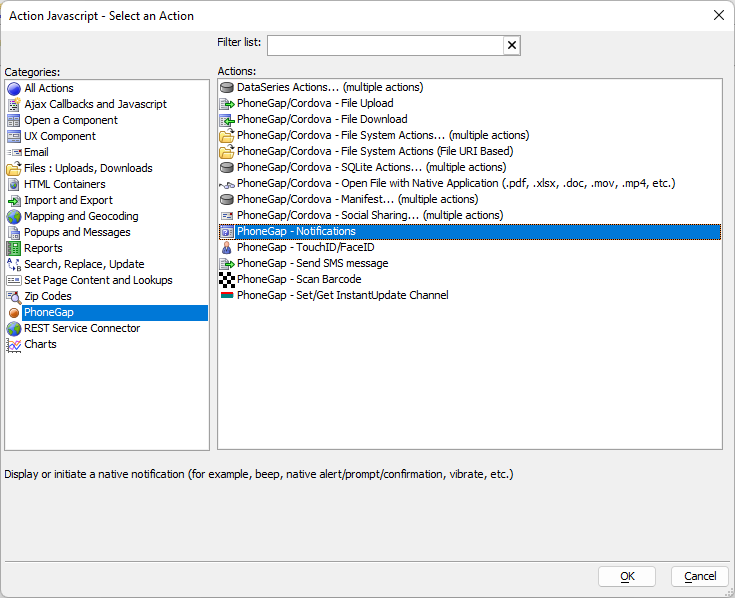 Action Javascript - Select an Action
Filter list:
Categories:
All Actions
Ajax Callbacks and Javascript
Open a Component
UX Component
Email
Files : Uploads, Downloads
HTML Containers
Import and Export
Mapping and Geocoding
Popups and Messages
Reports
Search, Replace, Update
Set Page Content and Lookups
Zip Codes
PhoneGap
REST Service Connector
Charts
Actions:
DataSeries Actions... (multiple actions)
PhoneGap/Cordova - File Upload
PhoneGap/Cordova - File Download
PhoneGap/Cordova - File System Actions... (multiple actions)
PhoneGap/Cordova - File System Actions (File URI Based)
PhoneGap/Cordova - SQLite Actions... (multiple actions)
PhoneGap/Cordova - Open File with Native Application (.pdf, .xlsx, .doc, .mov, .mp4, etc.)
PhoneGap/Cordova - Manifest... (multiple actions)
PhoneGap/Cordova - Social Sharing... (multiple actions)
PhoneGap - Notifications
PhoneGap - TouchID/FaceID
PhoneGap - Send SMS message
PhoneGap - Scan Barcode
PhoneGap - Set/Get InstantUpdate Channel
Display or initiate a native notification (for example, beep, native alert/prompt/confirmation, vibrate, etc.)
OK
Cancel